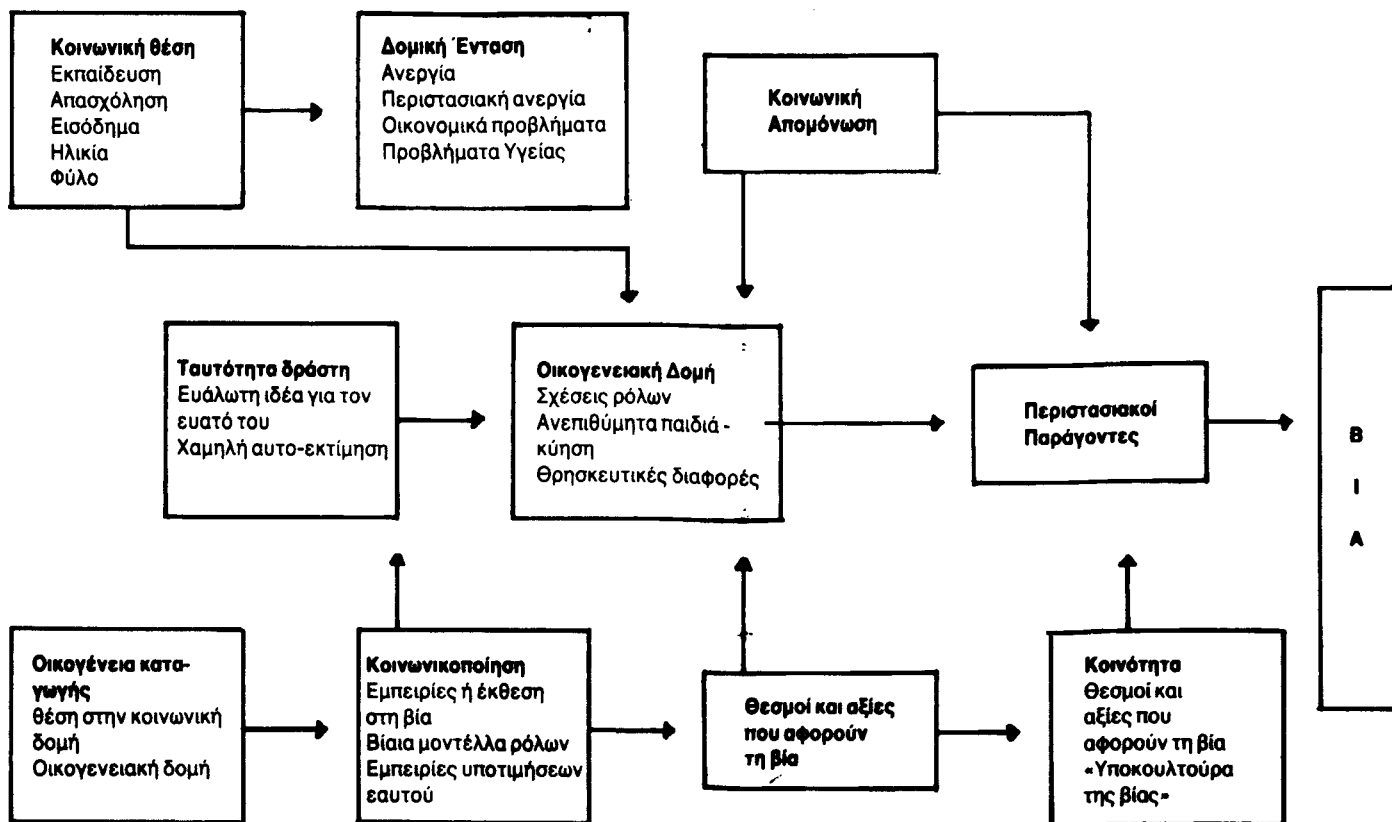 Κοινωνική θέση
Εκπαίδευση
Απασχόληση
Εισόδημα
Ηλικία
Φύλο
Δομική Ένταση
Ανεργία
Περιστασιακή ανεργία
Οικονομικά προβλήματα
Προβλήματα Υγείας
Κοινωνική
Απομόνωση
Ταυτότητα δράστη
Ευάλωτη ιδέα για τον
ευατό του
Χαμηλή αυτο-εκτίμηση
Οικογενειακή Δομή
Σχέσεις ρόλων
Ανεπιθύμητα παιδιά -
κύηση
Θρησκευτικές διαφορές
Περιστασιακοί
Παράγοντες
Β
Ι
Α
Οικογένεια κατα-
γωγής
θέση στην κοινωνική
δομή
Οικογενειακή δομή
Κοινωνικοποίηση
Εμπειρίες ή έκθεση
στη βία
Βίαια μοντέλλα ρόλων
Εμπειρίες υποτιμήσεων
εαυτού
Θεσμοί και αξίες
που αφορούν
τη βία
Κοινότητα
Θεσμοί και
αξίες που
αφορούν τη βία
«Υποκουλτούρα
της βίας»